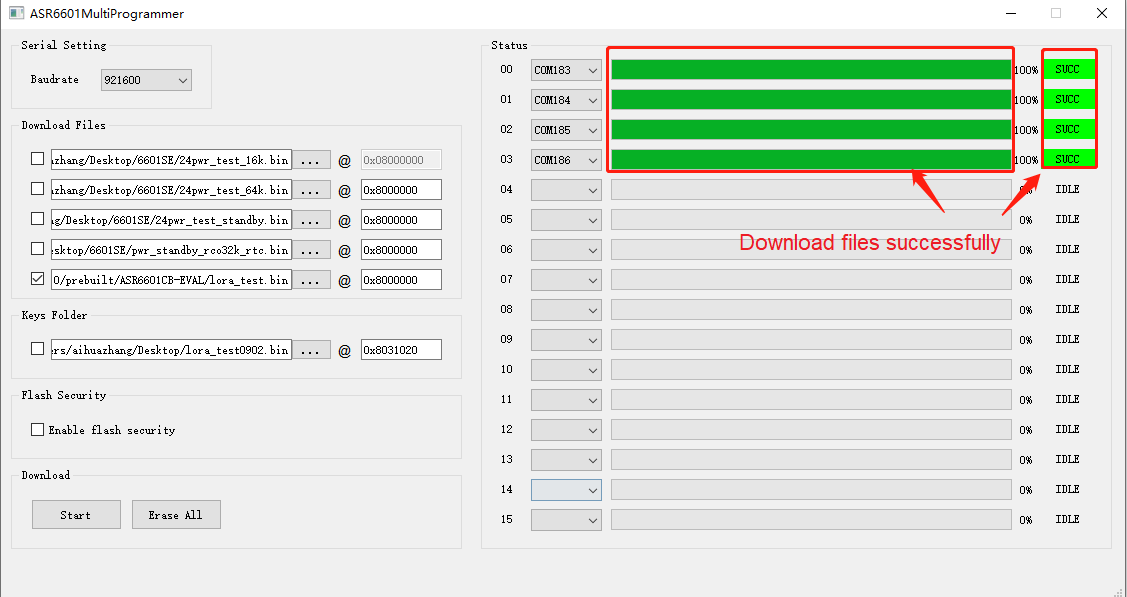 ASR6601MultiProgrammer
Serial Setting
Baudrate 921600
Download Files
ızhang/Desktop/6601SE/24pwr_test_16k.bin ... @ 0x08000000
ızhang/Desktop/6601SE/24pwr_test_64k.bin ... @ 0x8000000
ıg/Desktop/6601SE/24pwr_test_standby.bin ... @ 0x8000000
esktop/6601SE/pwr_standby_rco32k_rtc.bin ... @ 0x8000000
0/prebuilt/ASR6601CB-EVAL/lora_test.bin ... @ 0x8000000
Keys Folder
ers/aihuazhang/Desktop/lora_test0902.bin ... @ 0x8031020
Flash Security
Enable flash security
Download
Start Erase All
Status
00 COM183 100% SUCC
01 COM184 100% SUCC
02 COM185 100% SUCC
03 COM186 100% SUCC
04 0% IDLE
05 0% IDLE
Download files successfully
06 0% IDLE
07 0% IDLE
08 0% IDLE
09 0% IDLE
10 0% IDLE
11 0% IDLE
12 0% IDLE
13 0% IDLE
14 0% IDLE
15 0% IDLE